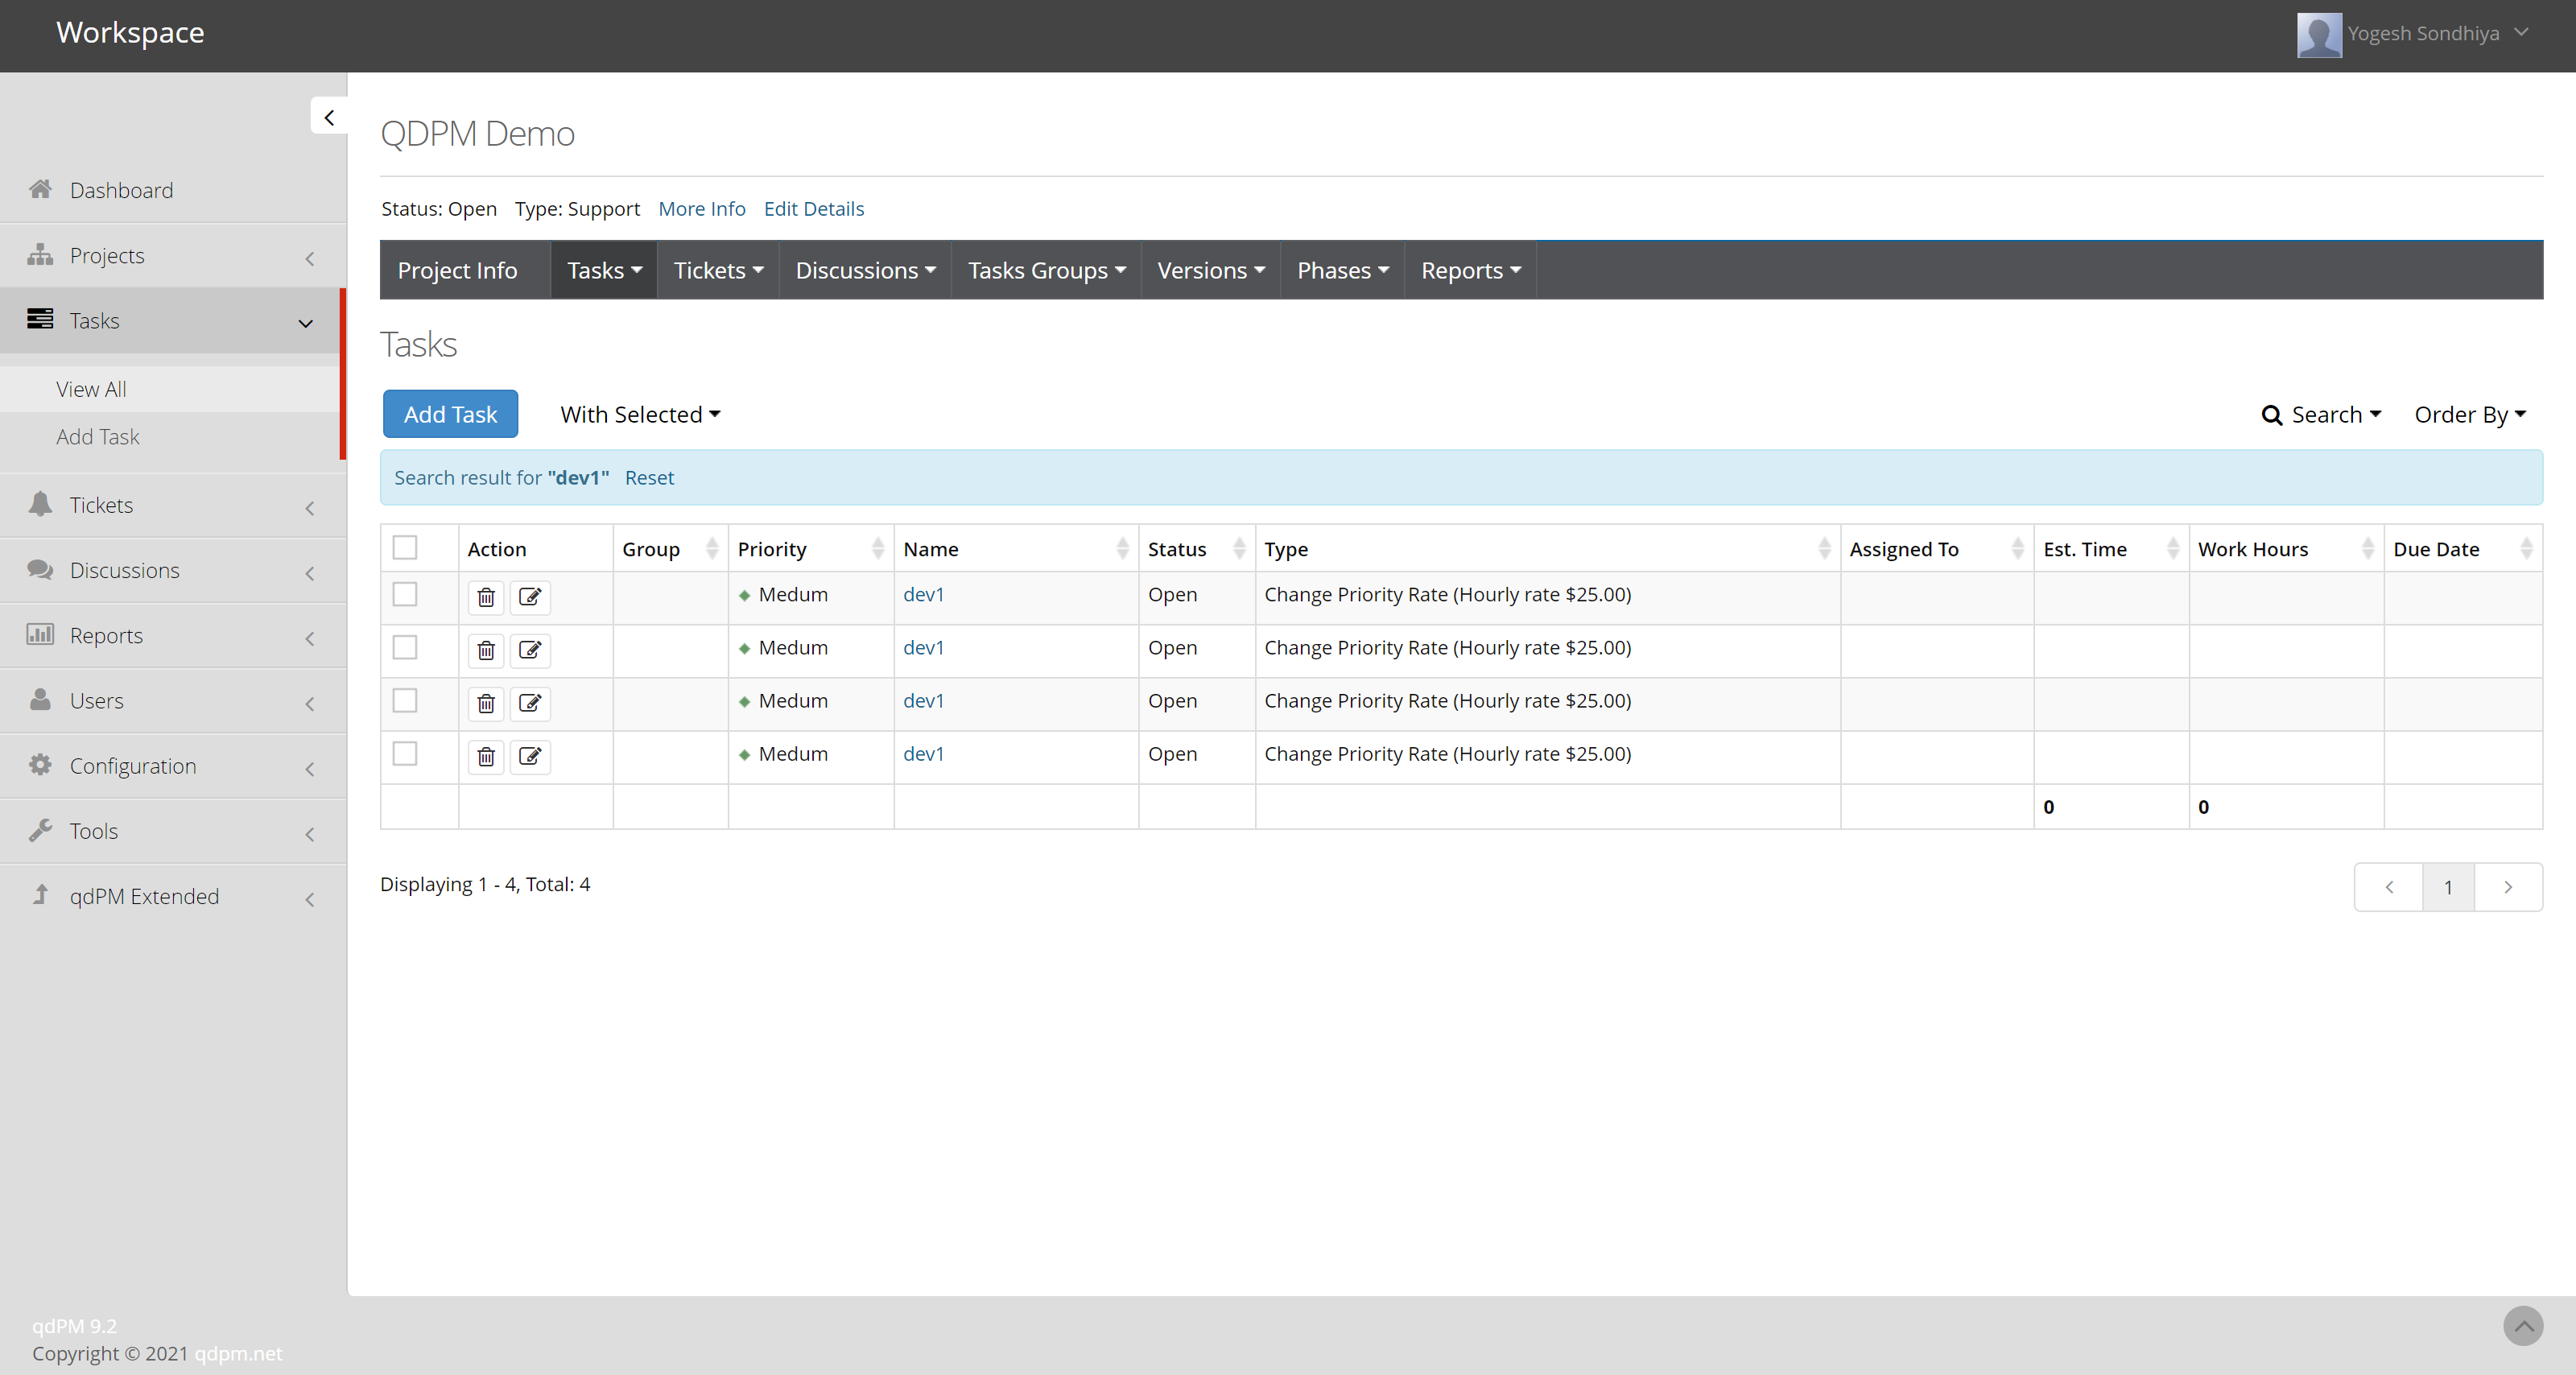 Workspace
Yogesh Sondhiya
QDPM Demo
Dashboard
Status: Open Type: Support More Info Edit Details
Projects
Project Info Tasks Tickets Discussions Tasks Groups Versions Phases Reports
Tasks
Tasks
View All
Add Task
Add Task With Selected Search Order By
Search result for "dev1" Reset
Tickets
Discussions
Reports
Users
Configuration
Tools
qdPM Extended
Action Group Priority Name Status Type Assigned To Est. Time Work Hours Due Date
Medum dev1 Open Change Priority Rate (Hourly rate $25.00)
Medum dev1 Open Change Priority Rate (Hourly rate $25.00)
Medum dev1 Open Change Priority Rate (Hourly rate $25.00)
Medum dev1 Open Change Priority Rate (Hourly rate $25.00)
0 0
Displaying 1 - 4, Total: 4
1
qdPM 9.2
Copyright © 2021 qdpm.net